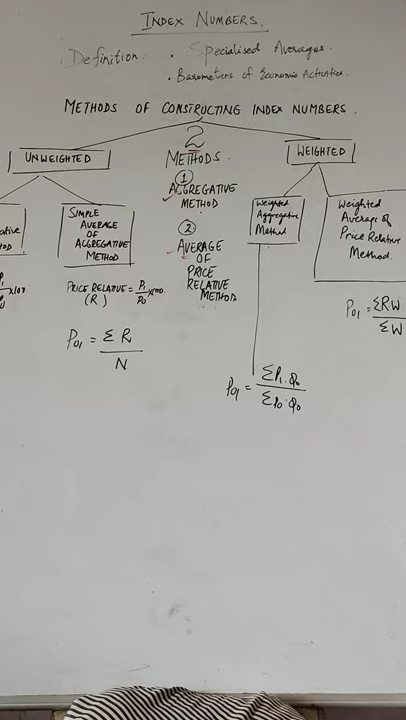 INDEX NUMBERS.
Definition: • Specialised Averages.
• Barometers of Economic Activities.
METHODS OF CONSTRUCTING INDEX NUMBERS.
UNWEIGHTED
2
METHODS.
① AGGREGATIVE
METHOD
② AVERAGE
OF
PRICE
RELATIVE
METHOD
WEIGHTED
SIMPLE
AVERAGE
OF
AGGREGATIVE
METHOD
PRICE RELATIVE = P1/P0 × 100.
(R)
P01 = ΣR/N
Weighted
Aggregative
Method
P01 = ΣP1·q0/ΣP0·q0
Weighted
Average of
Price Relative
Method.
P01 = ΣRW/ΣW